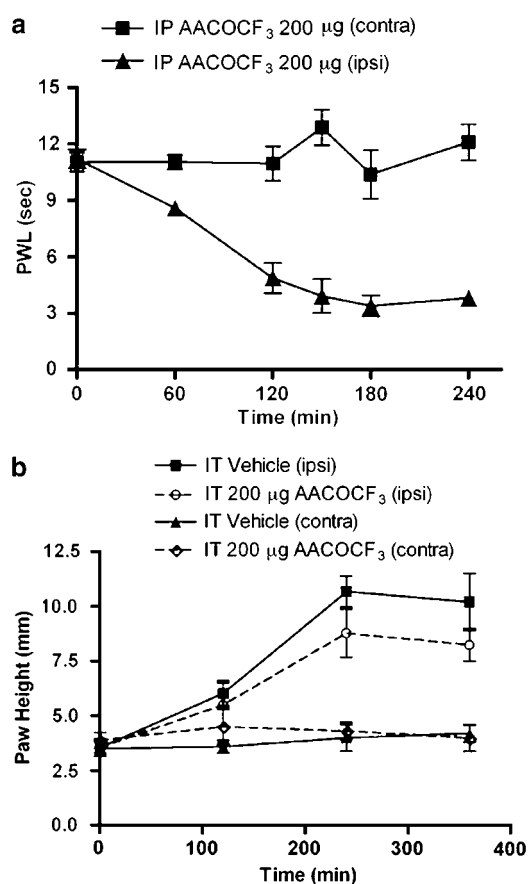 a
IP AACOCF₃ 200 μg (contra)
IP AACOCF₃ 200 μg (ipsi)
15
12
9
6
3
0
PWL (sec)
0 60 120 180 240
Time (min)
b
IT Vehicle (ipsi)
IT 200 μg AACOCF₃ (ipsi)
IT Vehicle (contra)
IT 200 μg AACOCF₃ (contra)
12.5
10.0
7.5
5.0
2.5
0.0
Paw Height (mm)
0 100 200 300 400
Time (min)